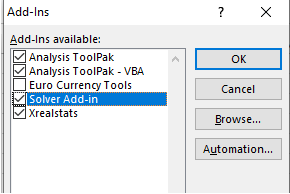 Add-Ins
?
×
Add-Ins available:
Analysis ToolPak
Analysis ToolPak - VBA
Euro Currency Tools
Solver Add-in
Xrealstats
OK
Cancel
Browse...
Automation...